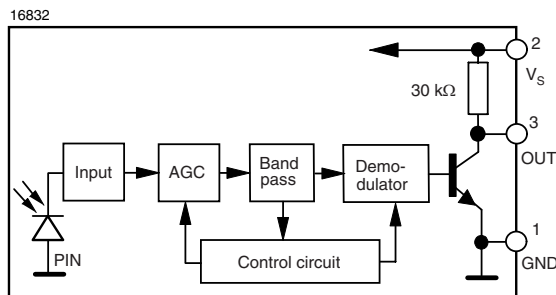 16832
2
V_S
30 kΩ
3
OUT
Input
AGC
Band
pass
Demo-
dulator
PIN
Control circuit
1
GND